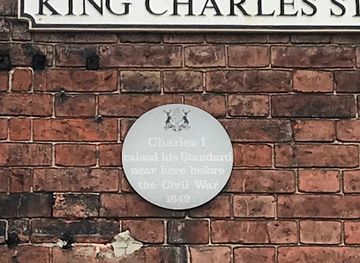 KING CHARLES S
Charles I
raised his Standard
near here before
the Civil War
1642